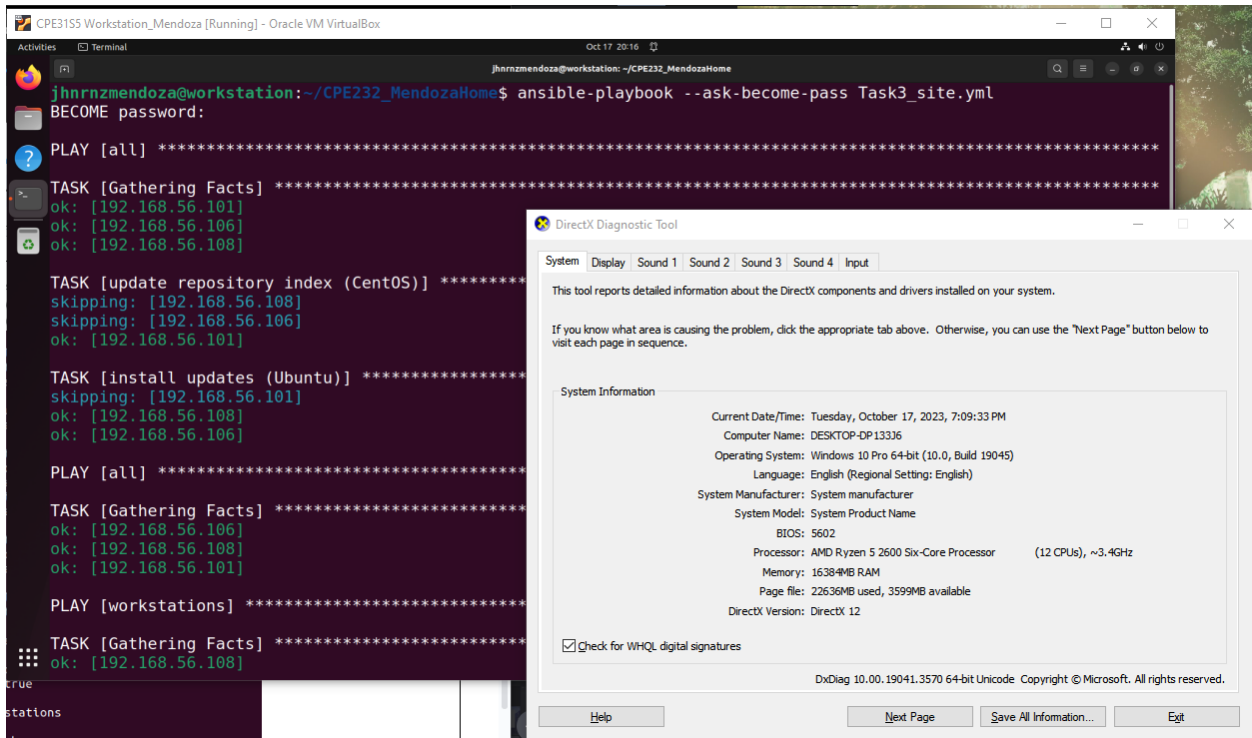 CPE31S5 Workstation_Mendoza [Running] - Oracle VM VirtualBox
Activities Terminal Oct 17 20:16
jhnrnzmendoza@workstation: ~/CPE232_MendozaHome
jhnrnzmendoza@workstation:~/CPE232_MendozaHome$ ansible-playbook --ask-become-pass Task3_site.yml
BECOME password:
PLAY [all] *********************************************************************************************************
TASK [Gathering Facts] *********************************************************************************************
ok: [192.168.56.101]
ok: [192.168.56.106]
ok: [192.168.56.108]
TASK [update repository index (CentOS)] *********
skipping: [192.168.56.108]
skipping: [192.168.56.106]
ok: [192.168.56.101]
TASK [install updates (Ubuntu)] *****************
skipping: [192.168.56.101]
ok: [192.168.56.108]
ok: [192.168.56.106]
PLAY [all] **************************************
TASK [Gathering Facts] **************************
ok: [192.168.56.106]
ok: [192.168.56.108]
ok: [192.168.56.101]
PLAY [workstations] *****************************
TASK [Gathering Facts] **************************
ok: [192.168.56.108]
true
stations
DirectX Diagnostic Tool
System Display Sound 1 Sound 2 Sound 3 Sound 4 Input
This tool reports detailed information about the DirectX components and drivers installed on your system.
If you know what area is causing the problem, click the appropriate tab above. Otherwise, you can use the "Next Page" button below to
visit each page in sequence.
System Information
Current Date/Time: Tuesday, October 17, 2023, 7:09:33 PM
Computer Name: DESKTOP-DP133J6
Operating System: Windows 10 Pro 64-bit (10.0, Build 19045)
Language: English (Regional Setting: English)
System Manufacturer: System manufacturer
System Model: System Product Name
BIOS: 5602
Processor: AMD Ryzen 5 2600 Six-Core Processor (12 CPUs), ~3.4GHz
Memory: 16384MB RAM
Page file: 22636MB used, 3599MB available
DirectX Version: DirectX 12
Check for WHQL digital signatures
DxDiag 10.00.19041.3570 64-bit Unicode Copyright © Microsoft. All rights reserved.
Help Next Page Save All Information... Exit